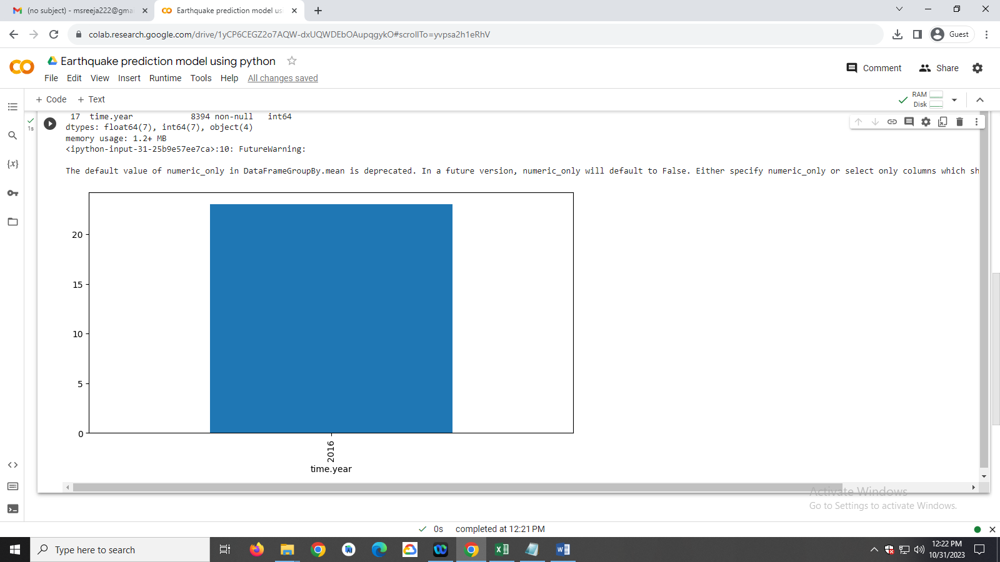 (no subject) - msreeja222@gma
Earthquake prediction model us
colab.research.google.com/drive/1yCP6CEGZ2o7AQW-dxUQWDEbOAupqgykO#scrollTo=yvpsa2h1eRhV
Guest
Earthquake prediction model using python
Comment
Share
File Edit View Insert Runtime Tools Help All changes saved
+ Code + Text
RAM
Disk
1s
17 time.year 8394 non-null int64
dtypes: float64(7), int64(7), object(4)
memory usage: 1.2+ MB
<ipython-input-31-25b9e57ee7ca>:10: FutureWarning:
The default value of numeric_only in DataFrameGroupBy.mean is deprecated. In a future version, numeric_only will default to False. Either specify numeric_only or select only columns which sh
{x}
20
15
10
5
0
2016
time.year
Activate Windows
Go to Settings to activate Windows.
0s completed at 12:21 PM
Type here to search
12:22 PM
10/31/2023